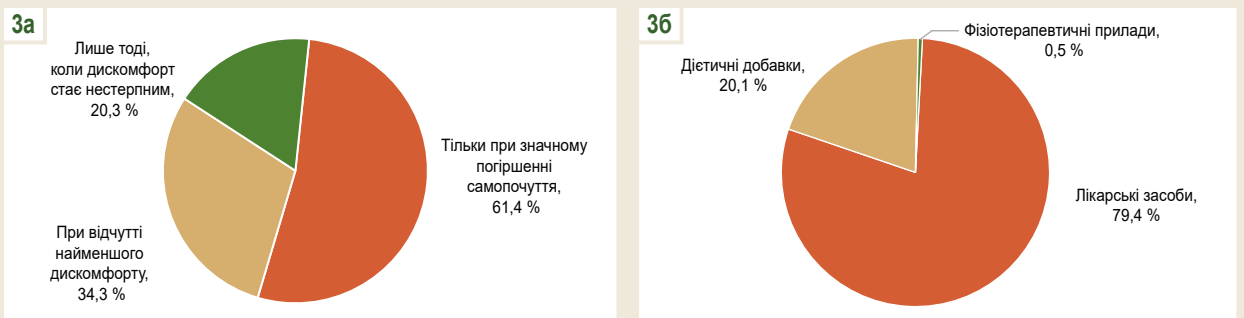 3а
Лише тоді,
коли дискомфорт
стає нестерпним,
20,3 %
Тільки при значному
погіршенні
самопочуття,
61,4 %
При відчутті
найменшого
дискомфорту,
34,3 %
3б
Фізіотерапевтичні прилади,
0,5 %
Дієтичні добавки,
20,1 %
Лікарські засоби,
79,4 %